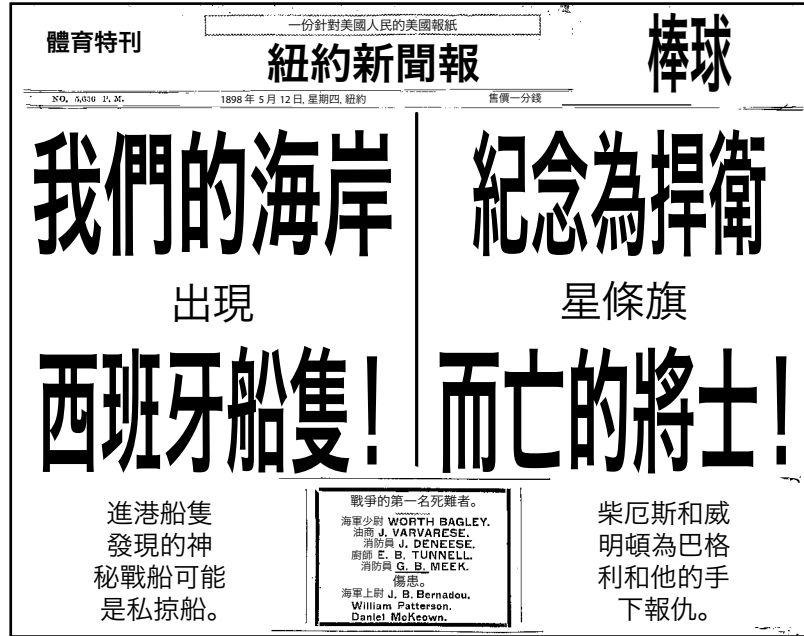 體育特刊
一份針對美國人民的美國報紙
紐約新聞報
棒球
NO. 5,636 P. M.
1898 年 5 月 12 日, 星期四, 紐約
售價一分錢
我們的海岸
出現
西班牙船隻！
紀念為捍衛
星條旗
而亡的將士！
進港船隻
發現的神
秘戰船可能
是私掠船。
戰爭的第一名死難者。
海軍少尉 WORTH BAGLEY.
油商 J. VARVARESE.
消防員 J. DENEESE,
廚師 E. B. TUNNELL.
消防員 G. B. MEEK.
傷患。
海軍上尉 J. B. Bernadou.
William Patterson.
Daniel McKeown.
柴厄斯和威
明頓為巴格
利和他的手
下報仇。